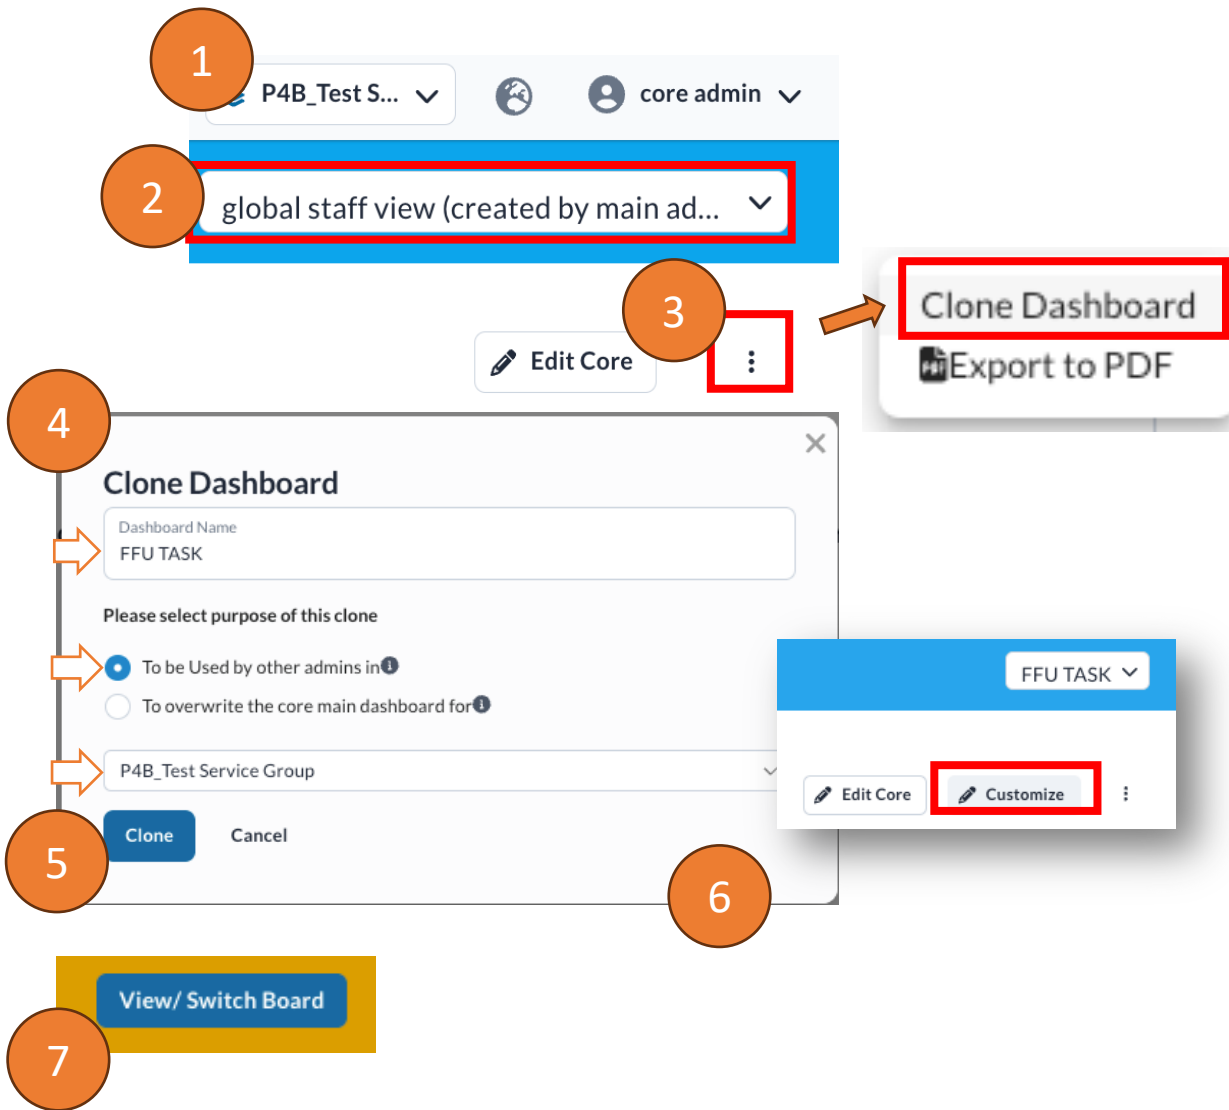 1
P4B_Test S...
core admin
2
global staff view (created by main ad...
3
Clone Dashboard
Export to PDF
Edit Core
4
Clone Dashboard
Dashboard Name
FFU TASK
Please select purpose of this clone
To be Used by other admins in
To overwrite the core main dashboard for
P4B_Test Service Group
Clone Cancel
5
FFU TASK
Edit Core
Customize
6
View/ Switch Board
7